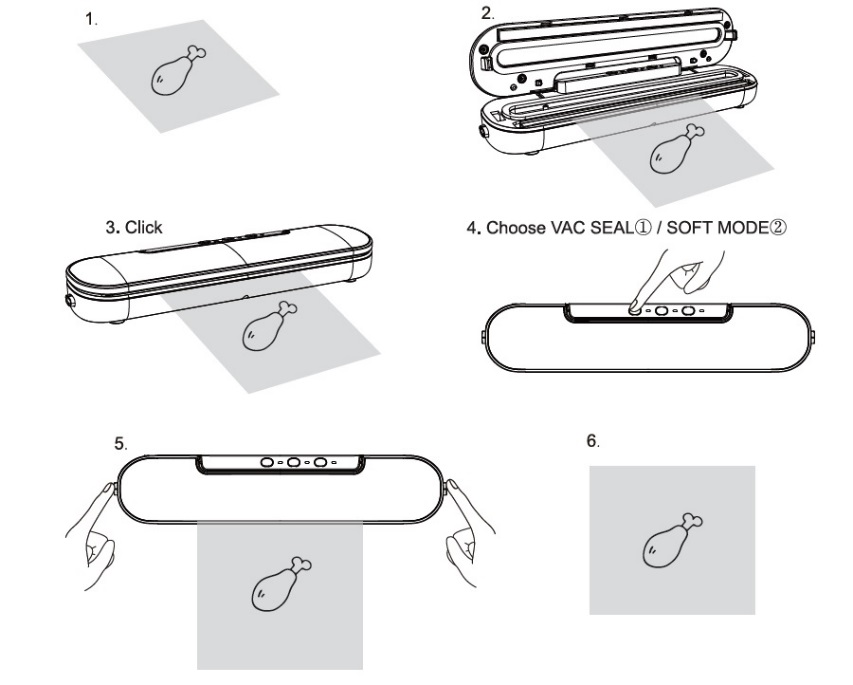 1.
2.
3. Click
4. Choose VAC SEAL① / SOFT MODE②
5.
6.